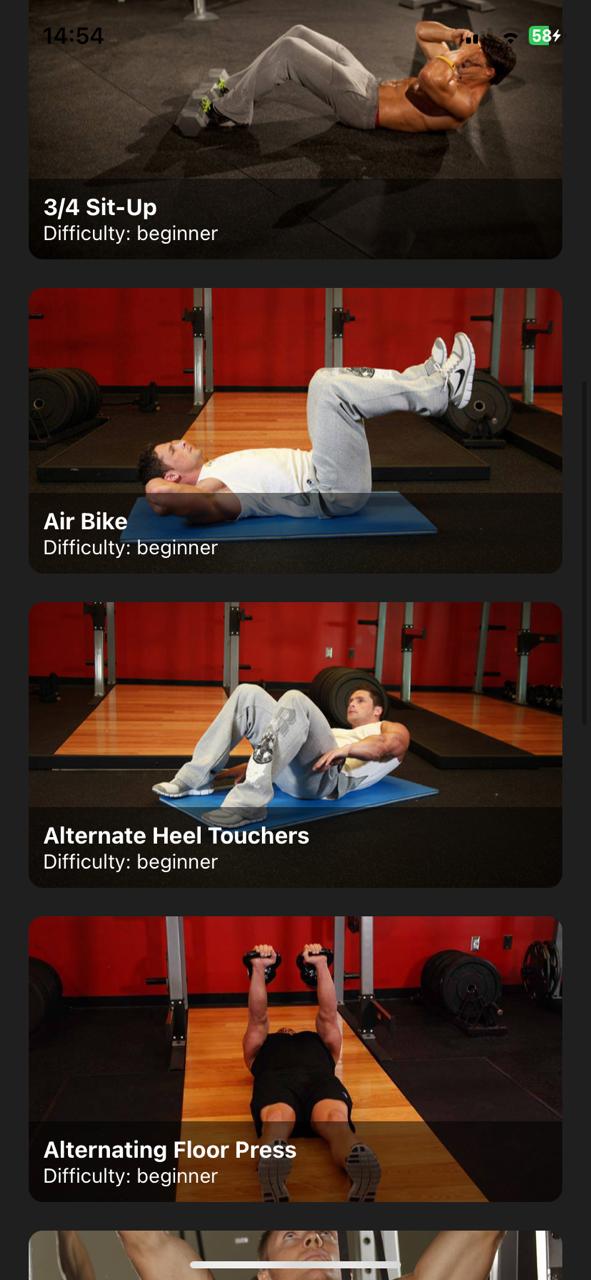 14:54
58
3/4 Sit-Up
Difficulty: beginner
Air Bike
Difficulty: beginner
Alternate Heel Touchers
Difficulty: beginner
Alternating Floor Press
Difficulty: beginner